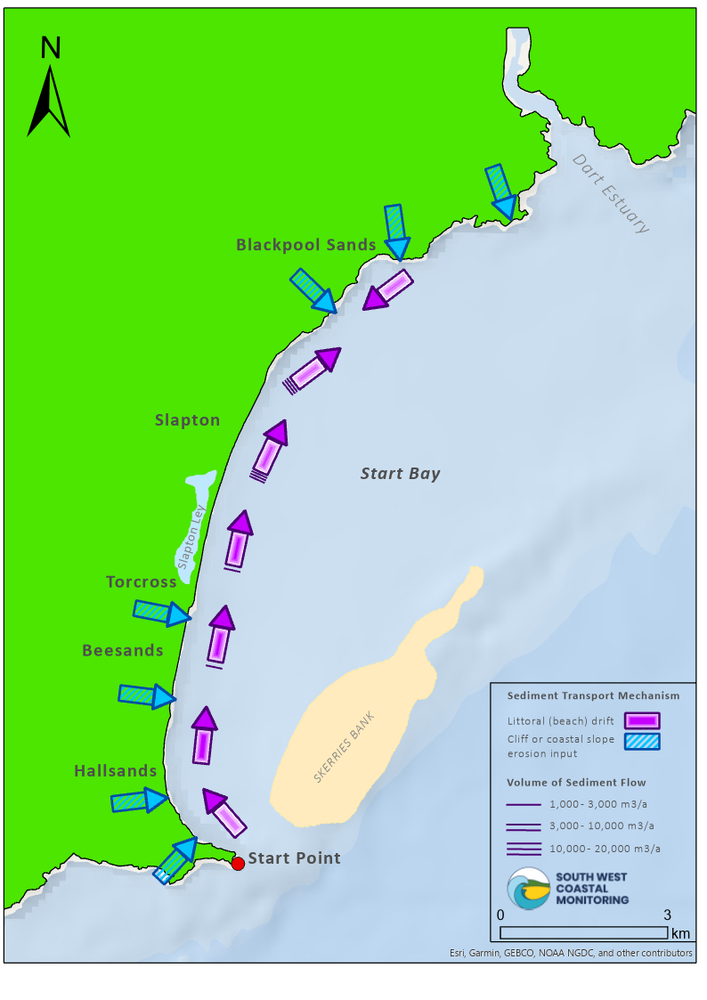 N
Dart Estuary
Blackpool Sands
Slapton
Start Bay
Slapton Ley
Torcross
Beesands
SKERRIES BANK
Hallsands
Start Point
Sediment Transport Mechanism
Littoral (beach) drift
Cliff or coastal slope
erosion input
Volume of Sediment Flow
1,000 - 3,000 m3/a
3,000 - 10,000 m3/a
10,000 - 20,000 m3/a
SOUTH WEST
COASTAL
MONITORING
0 3
km
Esri, Garmin, GEBCO, NOAA NGDC, and other contributors